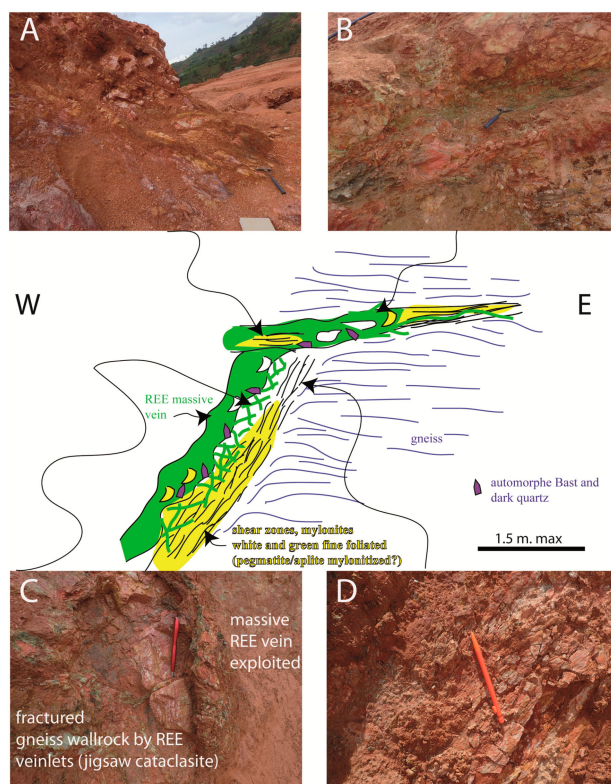 A
B
W
E
REE massive
vein
gneiss
automorphe Bast and
dark quartz
shear zones, mylonites
white and green fine foliated
(pegmatite/aplite mylonitized?)
1.5 m. max
C
massive
REE vein
exploited
fractured
gneiss wallrock by REE
veinlets (jigsaw cataclasite)
D